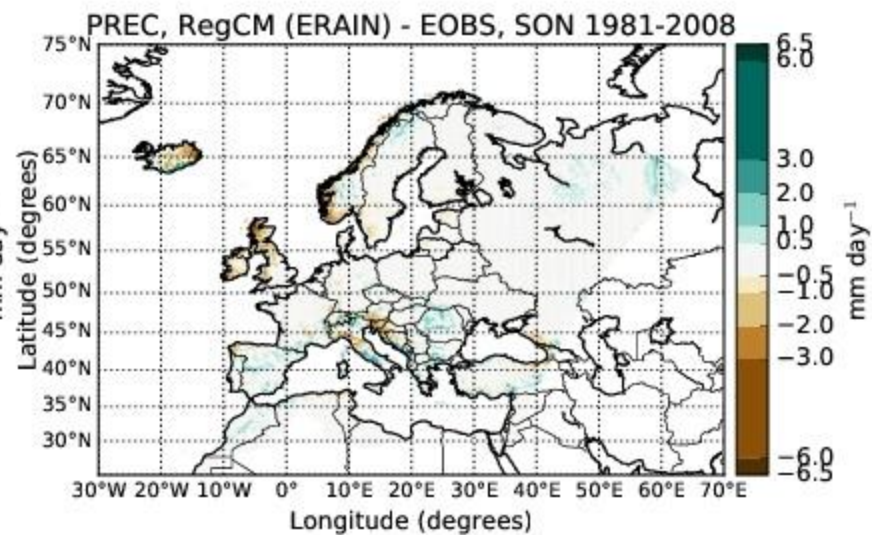 PREC, RegCM (ERAIN) - EOBS, SON 1981-2008
75°N
70°N
65°N
60°N
55°N
50°N
45°N
40°N
35°N
30°N
Latitude (degrees)
30°W 20°W 10°W 0° 10°E 20°E 30°E 40°E 50°E 60°E 70°E
Longitude (degrees)
6.5
6.0
3.0
2.0
1.0
0.5
−0.5
−1.0
−2.0
−3.0
−6.0
−6.5
mm day⁻¹